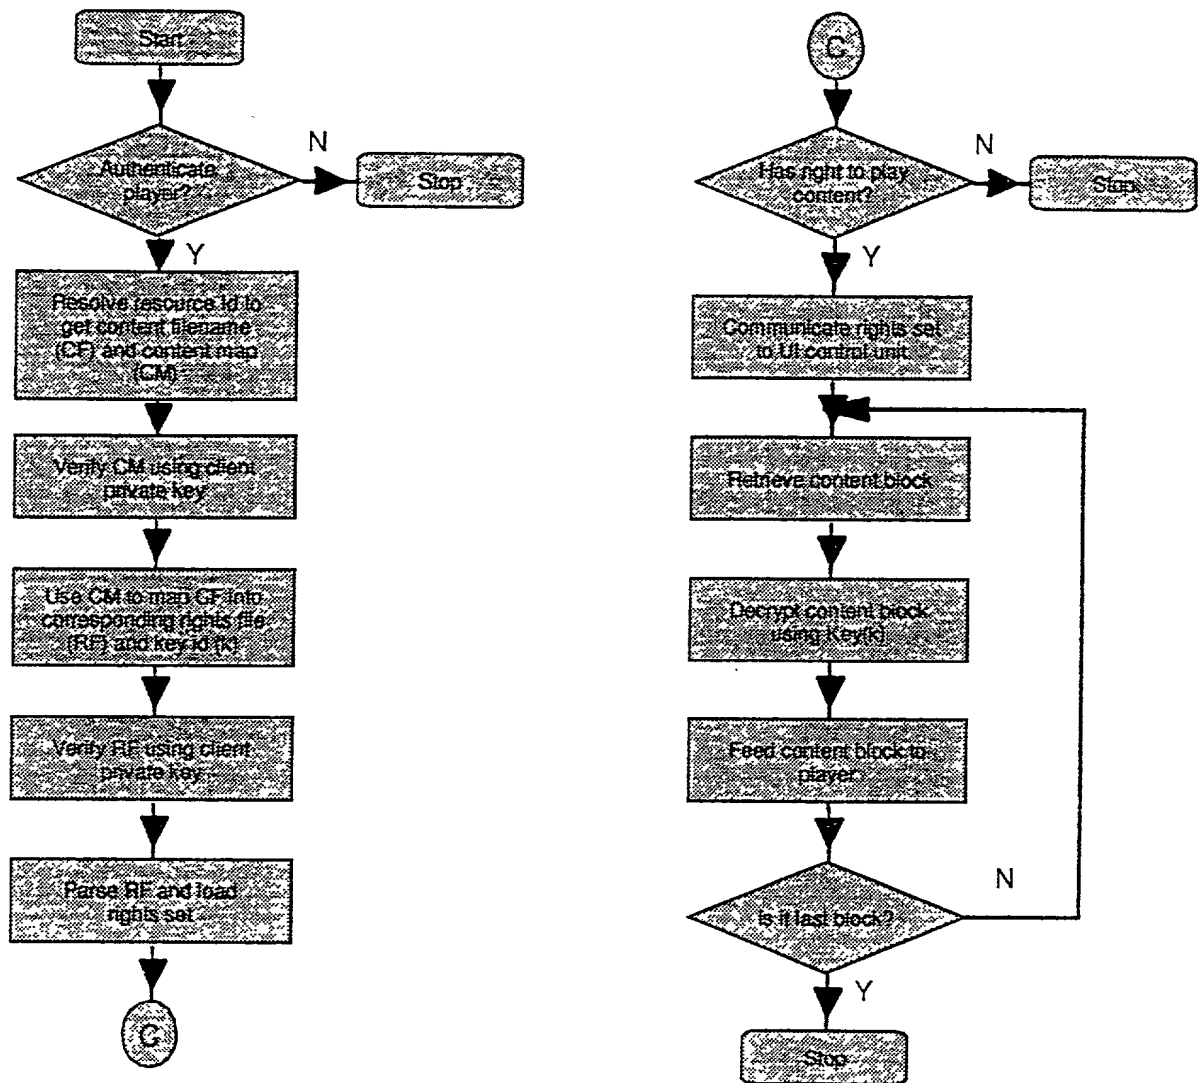 Start
Authenticate
player?
N
Stop
Y
Resolve resource Id to
get content filename
(CF) and content map
(CM)
Verify CM using client
private key
Use CM to map CF into
corresponding rights file
(RF) and key id (k)
Verify RF using client
private key
Parse RF and load
rights set
C
C
Has right to play
content?
N
Stop
Y
Communicate rights set
to UI control unit
Retrieve content block
Decrypt content block
using Key(k)
Feed content block to
player
Is it last block?
N
Y
Stop